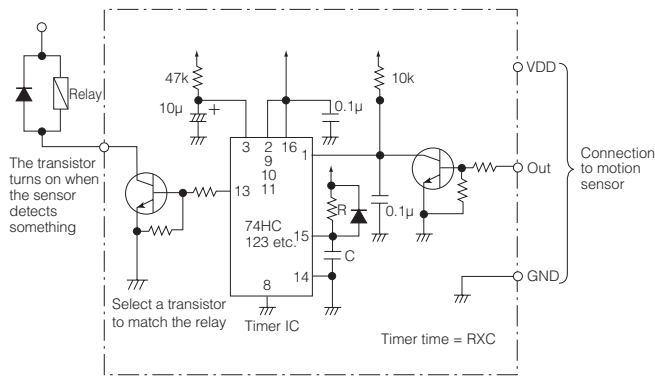 Relay
The transistor
turns on when
the sensor
detects
something
47k
10µ
+
0.1µ
10k
3
2
16
9
10
11
1
13
74HC
123 etc.
15
14
8
R
C
0.1µ
Timer IC
Select a transistor
to match the relay
VDD
Out
GND
Connection
to motion
sensor
Timer time = RXC